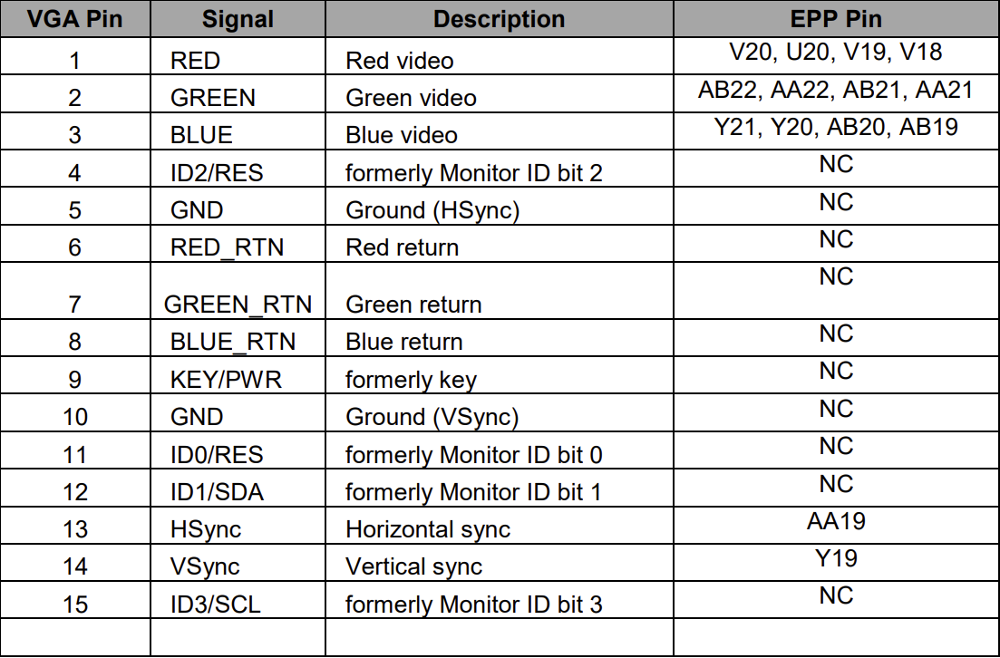 VGA Pin Signal Description EPP Pin
1 RED Red video V20, U20, V19, V18
2 GREEN Green video AB22, AA22, AB21, AA21
3 BLUE Blue video Y21, Y20, AB20, AB19
4 ID2/RES formerly Monitor ID bit 2 NC
5 GND Ground (HSync) NC
6 RED_RTN Red return NC
7 GREEN_RTN Green return NC
8 BLUE_RTN Blue return NC
9 KEY/PWR formerly key NC
10 GND Ground (VSync) NC
11 ID0/RES formerly Monitor ID bit 0 NC
12 ID1/SDA formerly Monitor ID bit 1 NC
13 HSync Horizontal sync AA19
14 VSync Vertical sync Y19
15 ID3/SCL formerly Monitor ID bit 3 NC